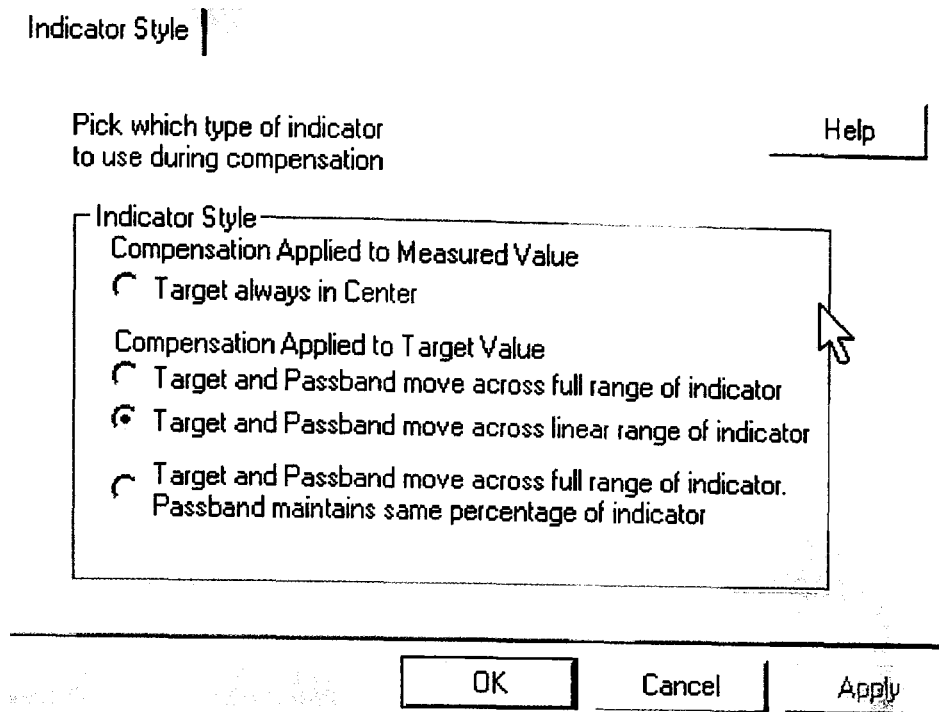 Indicator Style
Pick which type of indicator
to use during compensation
Help
Indicator Style
Compensation Applied to Measured Value
Target always in Center
Compensation Applied to Target Value
Target and Passband move across full range of indicator
Target and Passband move across linear range of indicator
Target and Passband move across full range of indicator.
Passband maintains same percentage of indicator
OK
Cancel
Apply